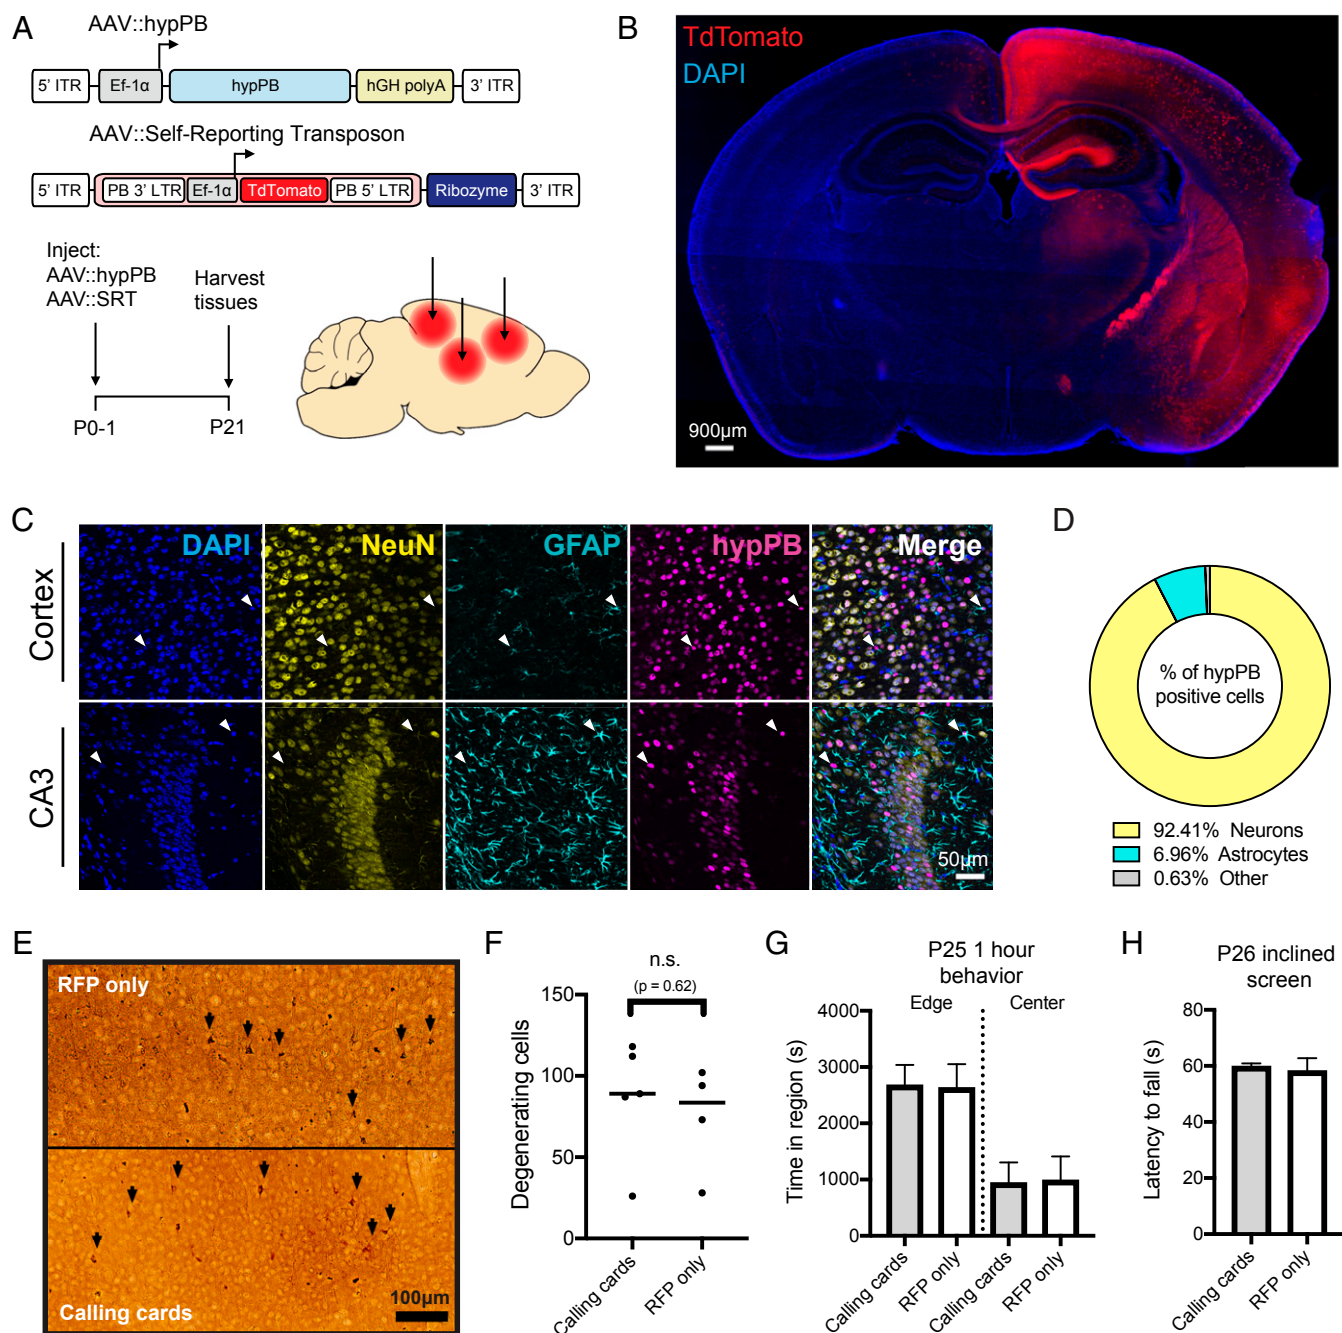 A
AAV::hypPB
5' ITR
Ef-1α
hypPB
hGH polyA
3' ITR
AAV::Self-Reporting Transposon
5' ITR
PB 3' LTR
Ef-1α
TdTomato
PB 5' LTR
Ribozyme
3' ITR
Inject:
AAV::hypPB
AAV::SRT
Harvest
tissues
P0-1
P21
B
TdTomato
DAPI
900μm
C
DAPI
NeuN
GFAP
hypPB
Merge
Cortex
CA3
50μm
D
% of hypPB
positive cells
92.41% Neurons
6.96% Astrocytes
0.63% Other
E
RFP only
Calling cards
100μm
F
n.s.
(p = 0.62)
Degenerating cells
150
100
50
0
Calling cards
RFP only
G
P25 1 hour
behavior
Edge
Center
Time in region (s)
4000
3000
2000
1000
0
Calling cards
RFP only
Calling cards
RFP only
H
P26 inclined
screen
Latency to fall (s)
80
60
40
20
0
Calling cards
RFP only